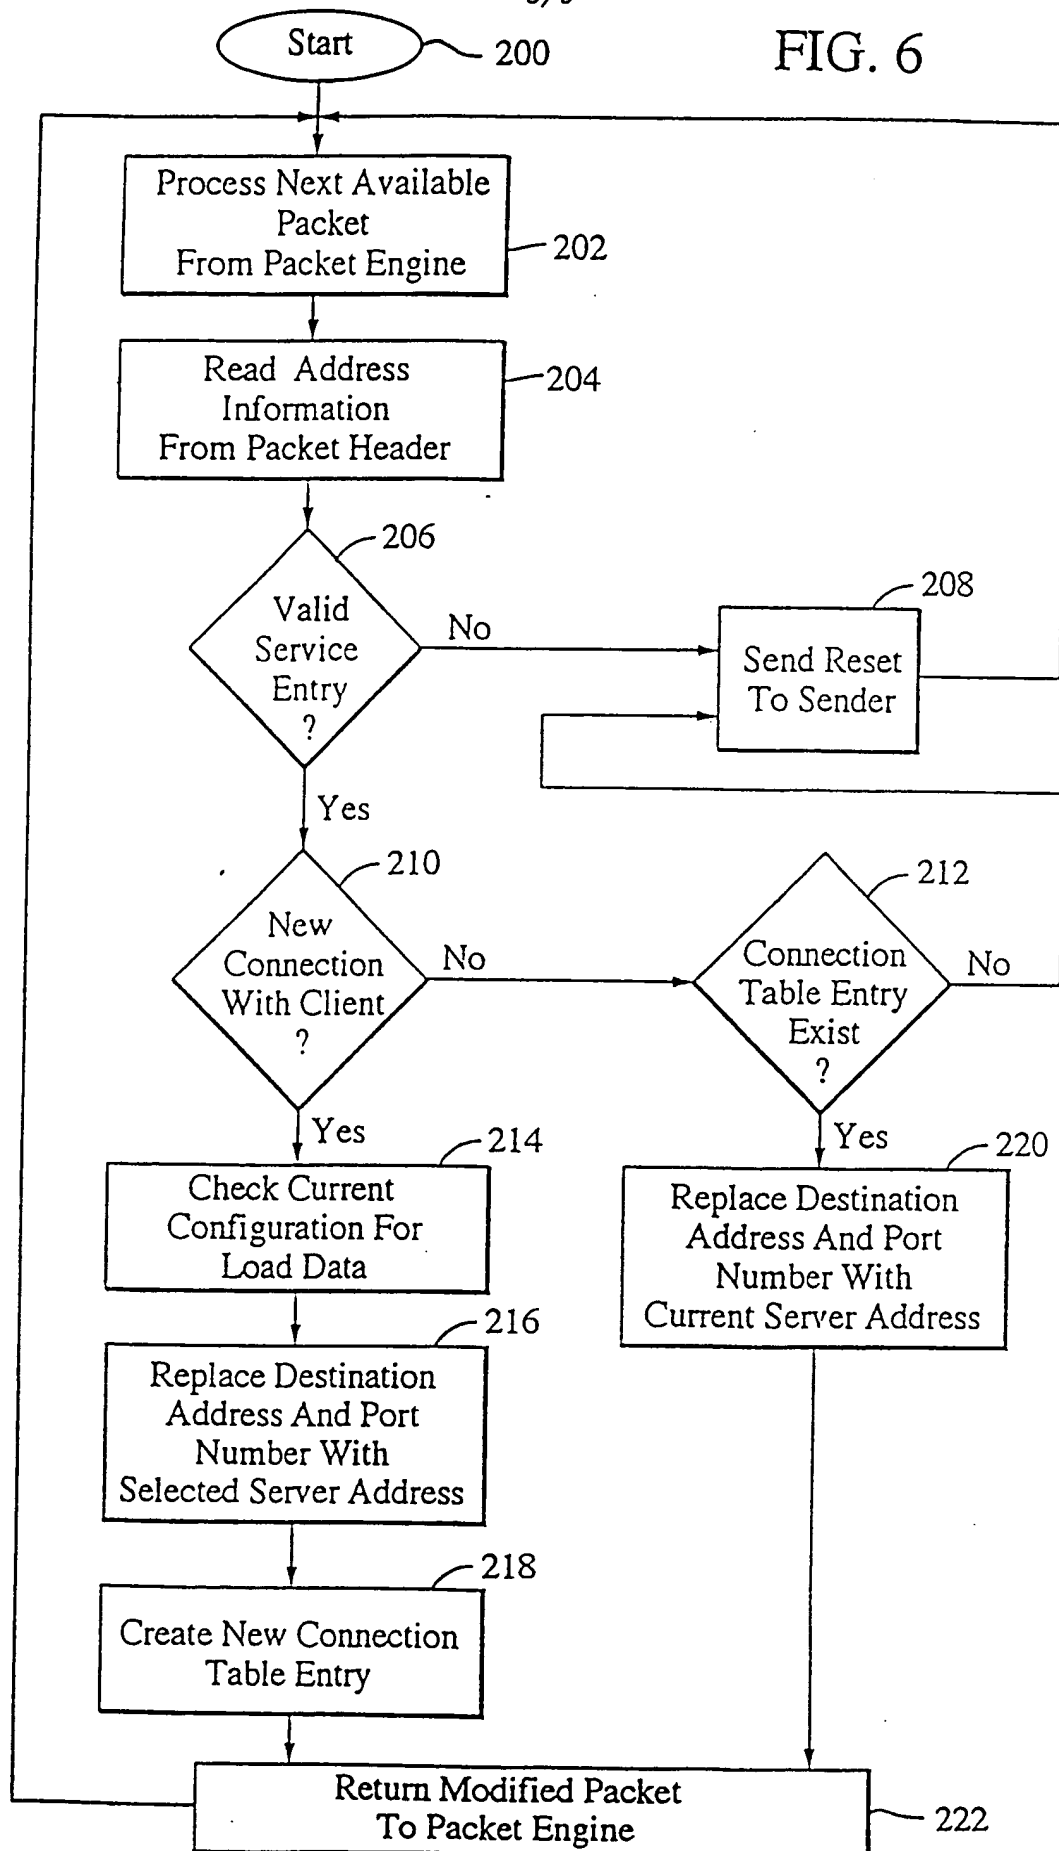 Start
200
FIG. 6
Process Next Available
Packet
From Packet Engine
202
Read Address
Information
From Packet Header
204
206
Valid
Service
Entry
?
No
Yes
208
Send Reset
To Sender
210
New
Connection
With Client
?
No
Yes
212
Connection
Table Entry
Exist
?
No
Yes
214
Check Current
Configuration For
Load Data
220
Replace Destination
Address And Port
Number With
Current Server Address
216
Replace Destination
Address And Port
Number With
Selected Server Address
218
Create New Connection
Table Entry
Return Modified Packet
To Packet Engine
222